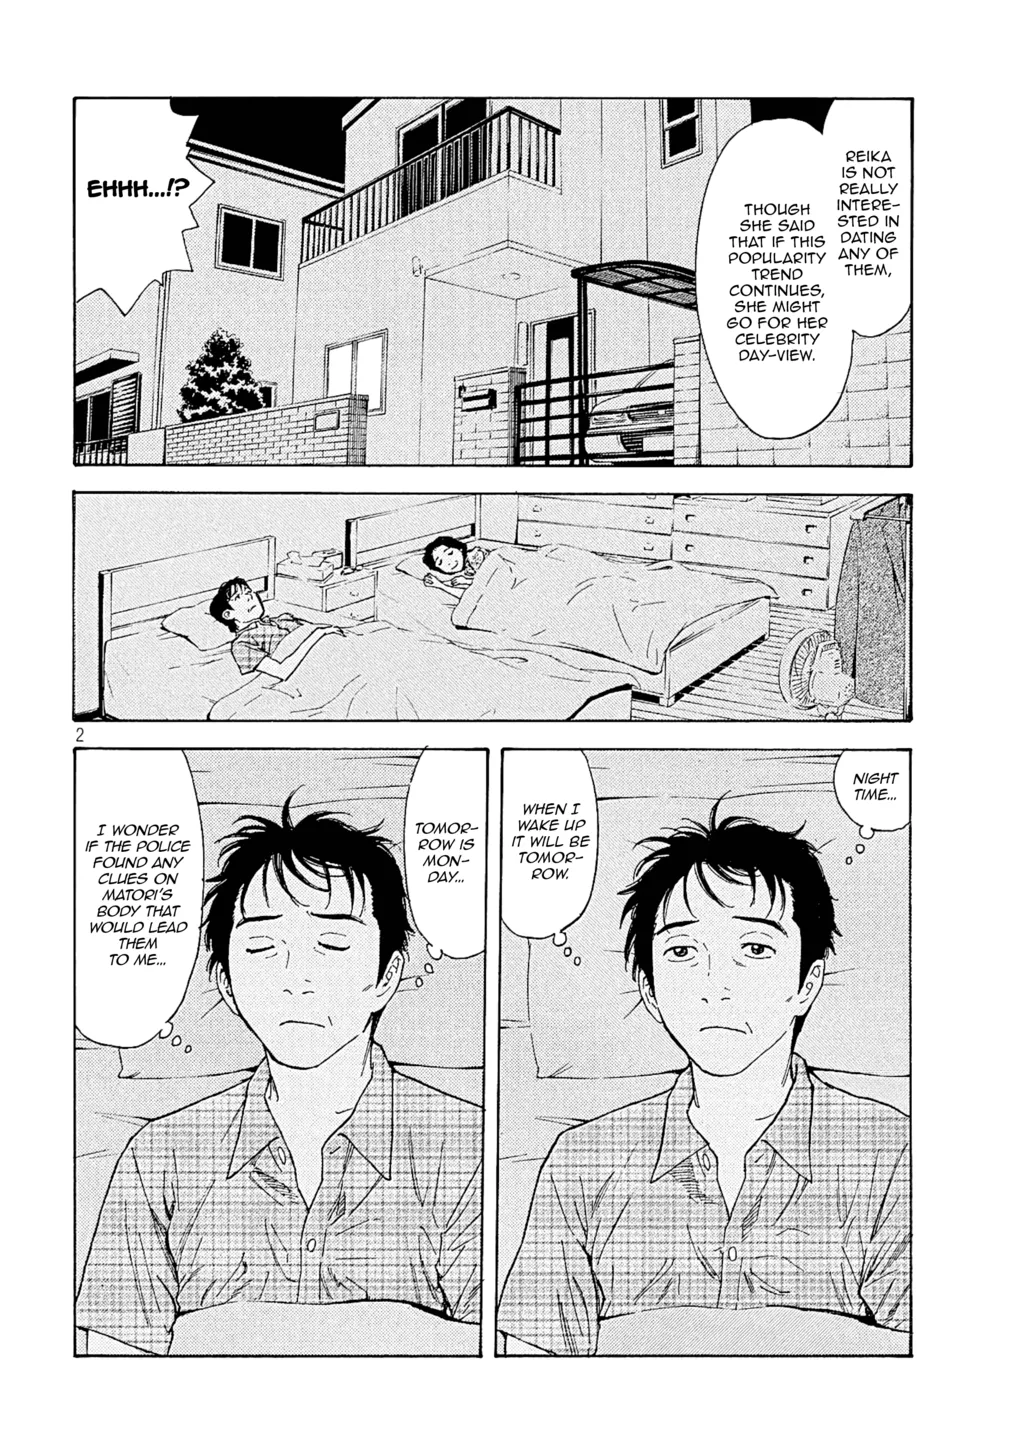 REIKA
IS NOT
REALLY
INTERE-
STED IN
DATING
ANY OF
THEM,
THOUGH
SHE SAID
THAT IF THIS
POPULARITY
TREND
CONTINUES,
SHE MIGHT
GO FOR HER
CELEBRITY
DAY-VIEW.
EHHH...!?
2
NIGHT
TIME...
WHEN I
WAKE UP
IT WILL BE
TOMOR-
ROW.
TOMOR-
ROW IS
MON-
DAY...
I WONDER
IF THE POLICE
FOUND ANY
CLUES ON
MATORI'S
BODY THAT
WOULD LEAD
THEM
TO ME...